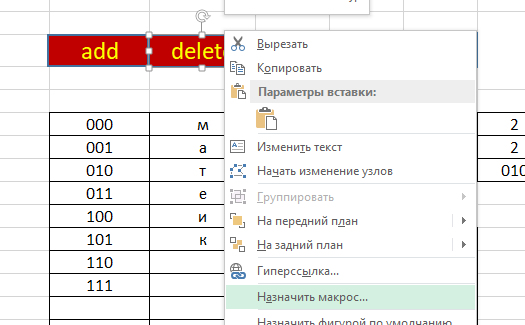 add delet
Вырезать
Копировать
Параметры вставки:
Изменить текст
Начать изменение узлов
Группировать
На передний план
На задний план
Гиперссылка...
Назначить макрос...
Назначить фигурой по умолчанию
000 м
001 а
010 т
011 е
100 и
101 к
110
111
2
2
010